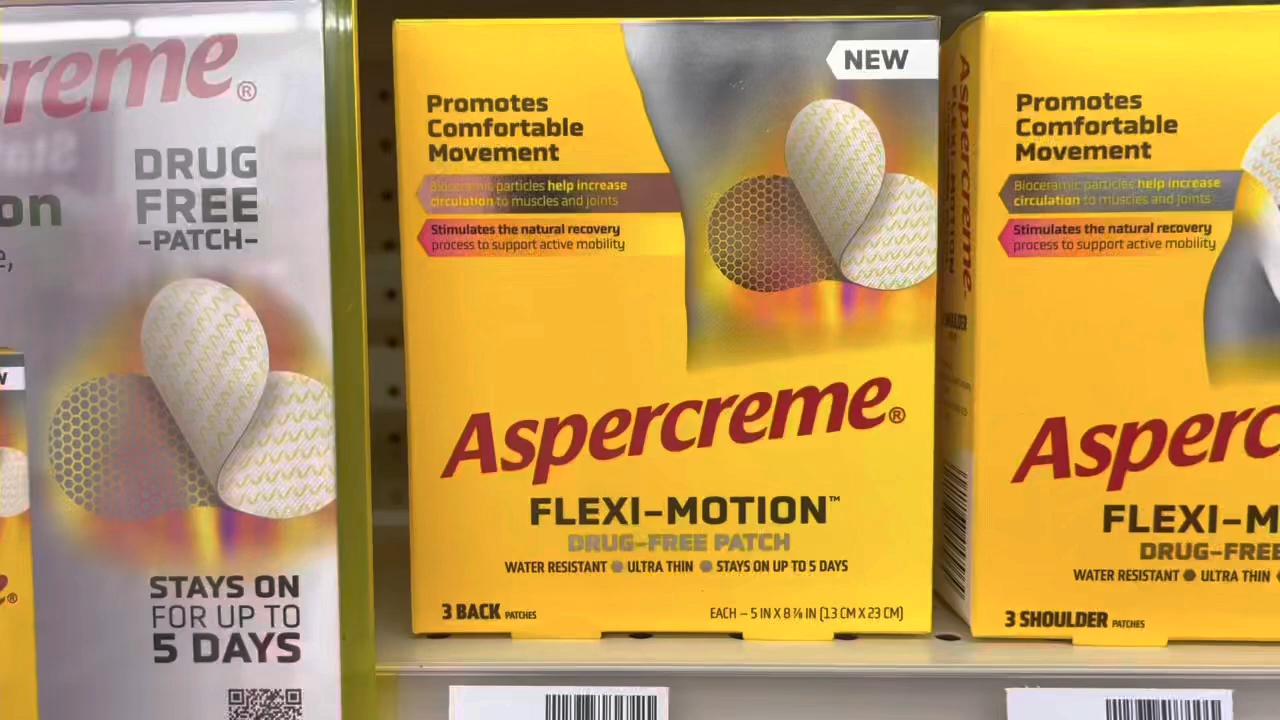 creme®
DRUG
FREE
-PATCH-
on
STAYS ON
FOR UP TO
5 DAYS
NEW
Promotes
Comfortable
Movement
Bioceramic particles help increase
circulation to muscles and joints
Stimulates the natural recovery
process to support active mobility
Aspercreme®
FLEXI-MOTION™
DRUG-FREE PATCH
WATER RESISTANT ● ULTRA THIN ● STAYS ON UP TO 5 DAYS
3 BACK PATCHES
EACH – 5 IN X 8 ⅞ IN (13 CM X 23 CM)
Aspercreme®
Promotes
Comfortable
Movement
Bioceramic particles help increase
circulation to muscles and joints
Stimulates the natural recovery
process to support active mobility
Asperc
FLEXI-M
DRUG-FREE
WATER RESISTANT ● ULTRA THIN
3 SHOULDER PATCHES